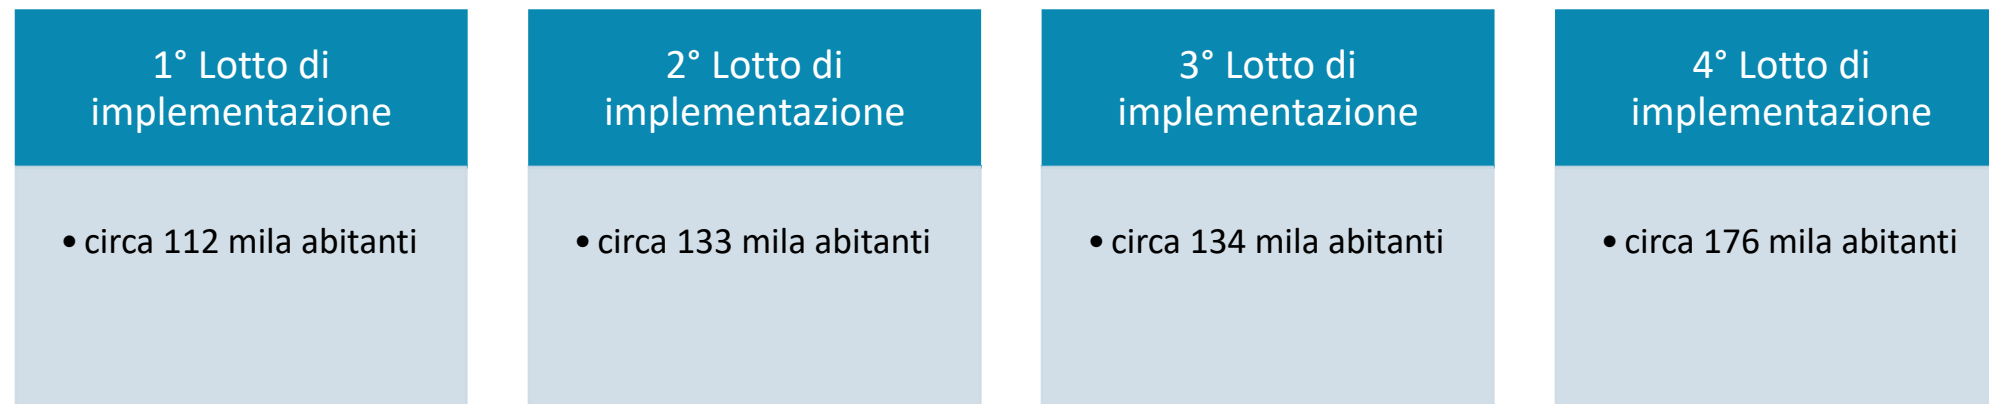 1° Lotto di
implementazione
• circa 112 mila abitanti
2° Lotto di
implementazione
• circa 133 mila abitanti
3° Lotto di
implementazione
• circa 134 mila abitanti
4° Lotto di
implementazione
• circa 176 mila abitanti